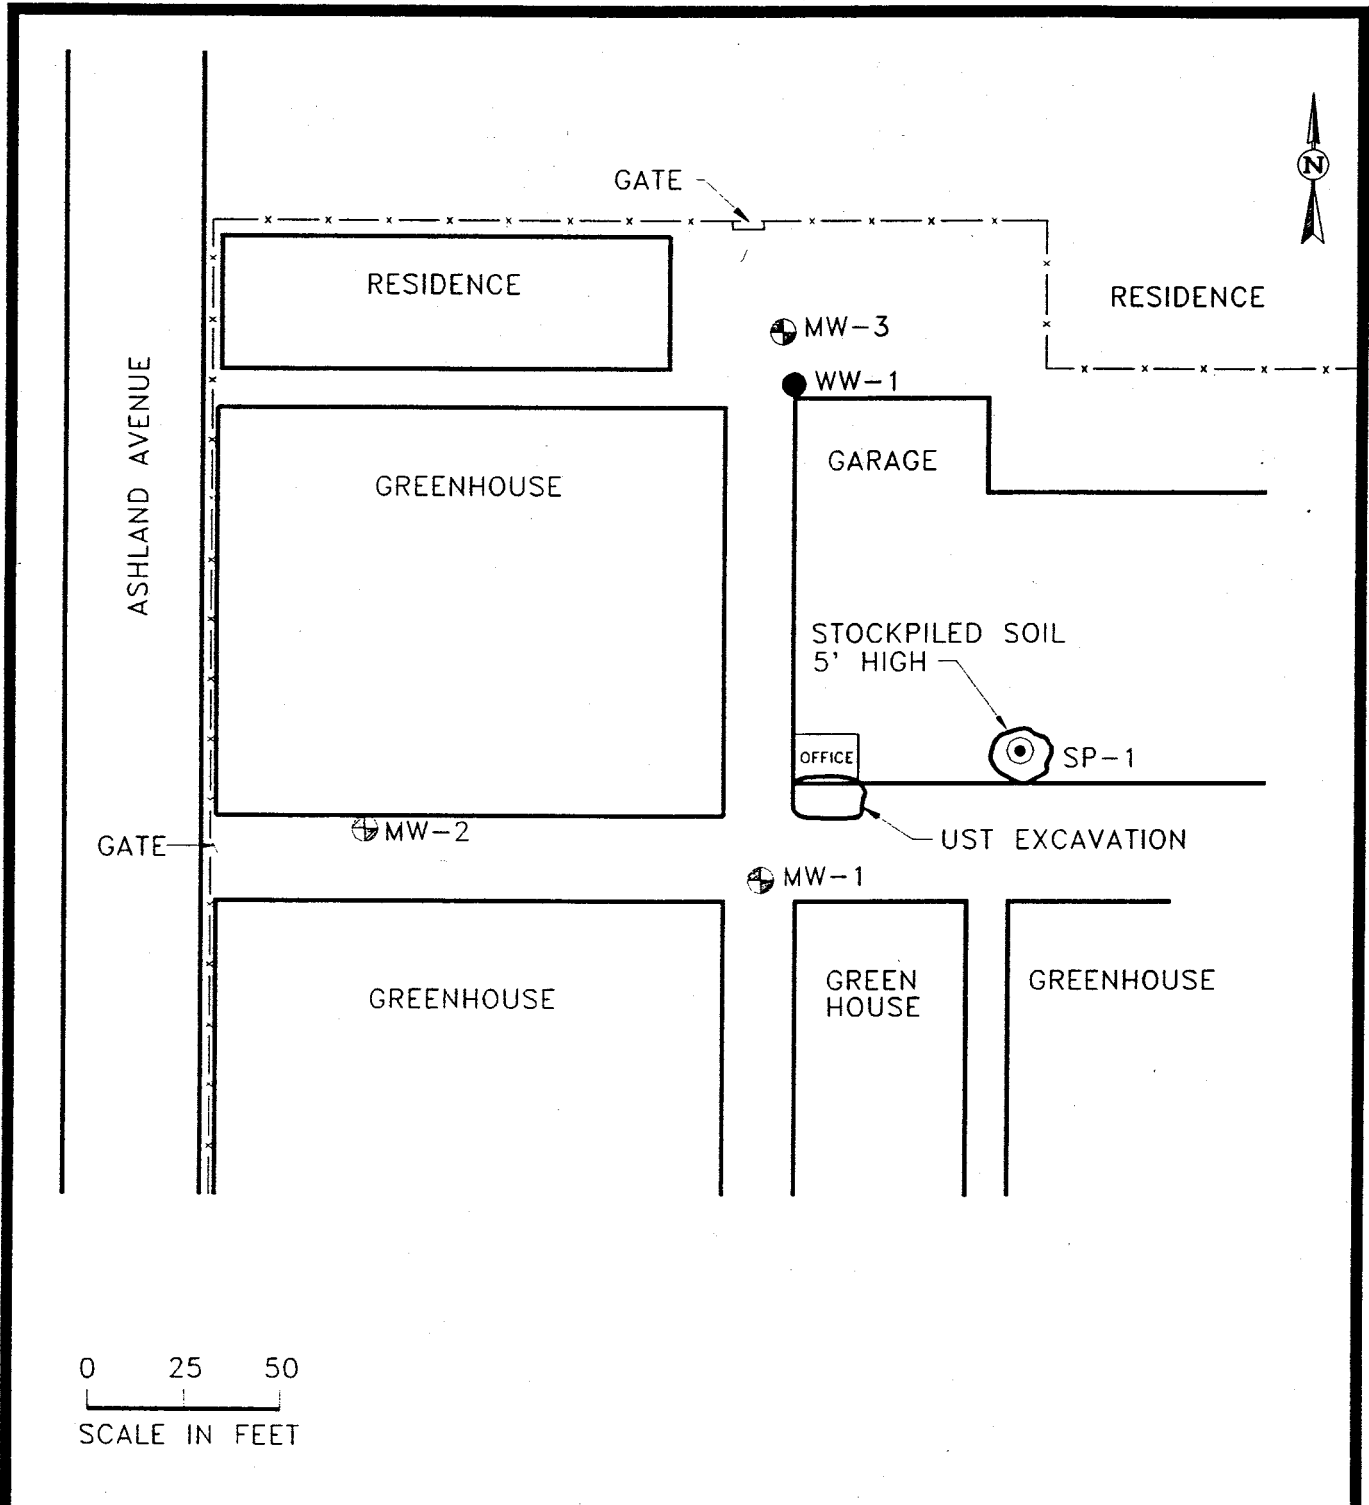 GATE
N
RESIDENCE
RESIDENCE
MW-3
WW-1
ASHLAND AVENUE
GARAGE
GREENHOUSE
STOCKPILED SOIL
5' HIGH
OFFICE
SP-1
MW-2
GATE
UST EXCAVATION
MW-1
GREENHOUSE
GREEN
HOUSE
GREENHOUSE
0 25 50
SCALE IN FEET